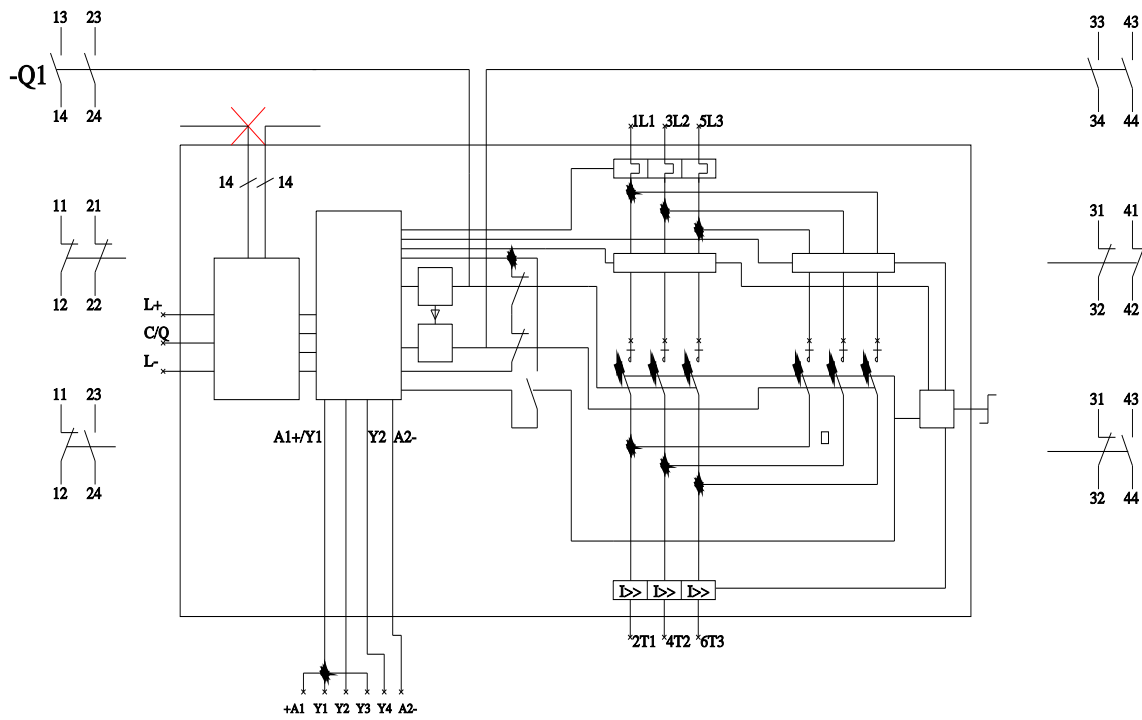 13 23
33 43
-Q1
14 24
34 44
1L1 3L2 5L3
14 14
11 21
31 41
12 22
32 42
L+
C/Q
L-
11 23
31 43
A1+/Y1 Y2 A2-
12 24
32 44
I>> I>> I>>
2T1 4T2 6T3
+A1 Y1 Y2 Y3 Y4 A2-